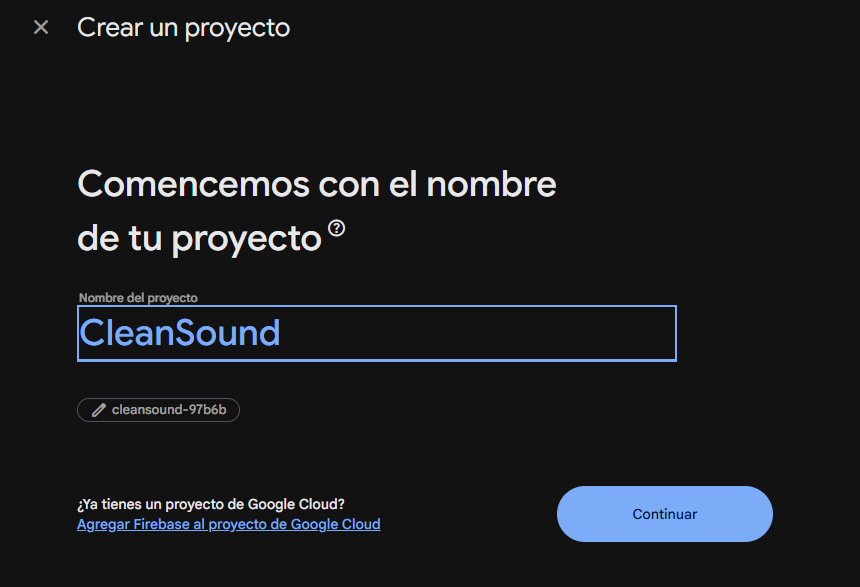 Crear un proyecto
Comencemos con el nombre
de tu proyecto
Nombre del proyecto
CleanSound
cleansound-97b6b
¿Ya tienes un proyecto de Google Cloud?
Agregar Firebase al proyecto de Google Cloud
Continuar